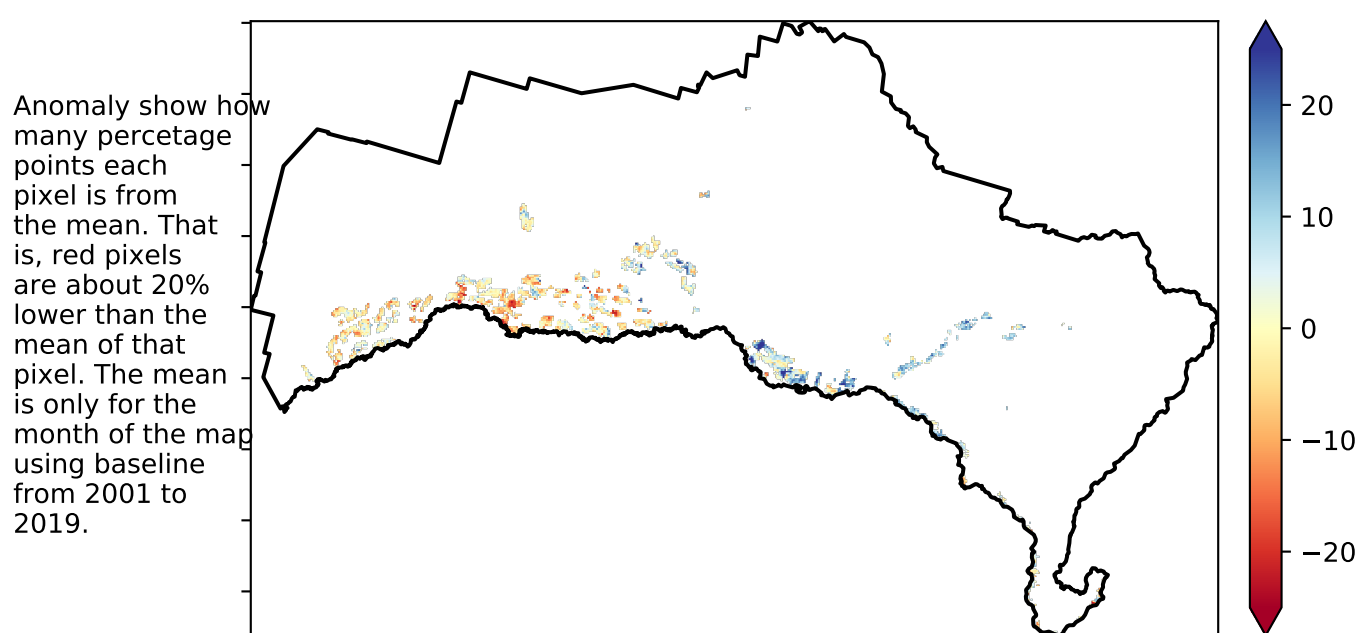 Anomaly show how
many percetage
points each
pixel is from
the mean. That
is, red pixels
are about 20%
lower than the
mean of that
pixel. The mean
is only for the
month of the map
using baseline
from 2001 to
2019.
20
10
0
−10
−20